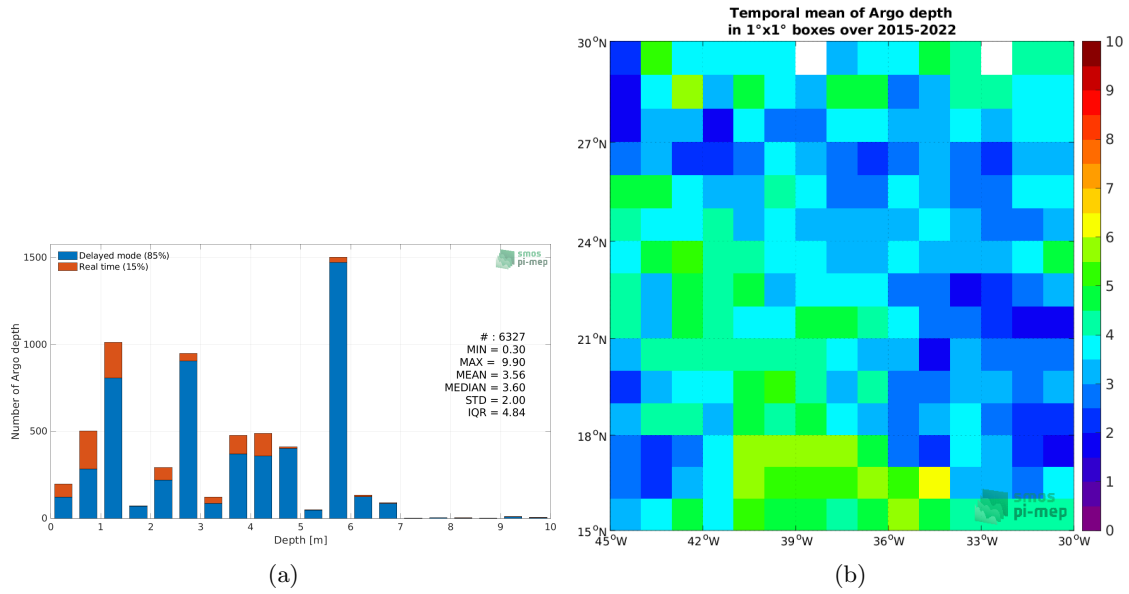 Delayed mode (85%)
Real time (15%)
smos
pi-mep
1500
1000
500
0
Number of Argo depth
# : 6327
MIN = 0.30
MAX = 9.90
MEAN = 3.56
MEDIAN = 3.60
STD = 2.00
IQR = 4.84
0 1 2 3 4 5 6 7 8 9 10
Depth [m]
(a)
Temporal mean of Argo depth
in 1°x1° boxes over 2015-2022
30°N
27°N
24°N
21°N
18°N
15°N
45°W 42°W 39°W 36°W 33°W 30°W
smos
pi-mep
10
9
8
7
6
5
4
3
2
1
0
(b)